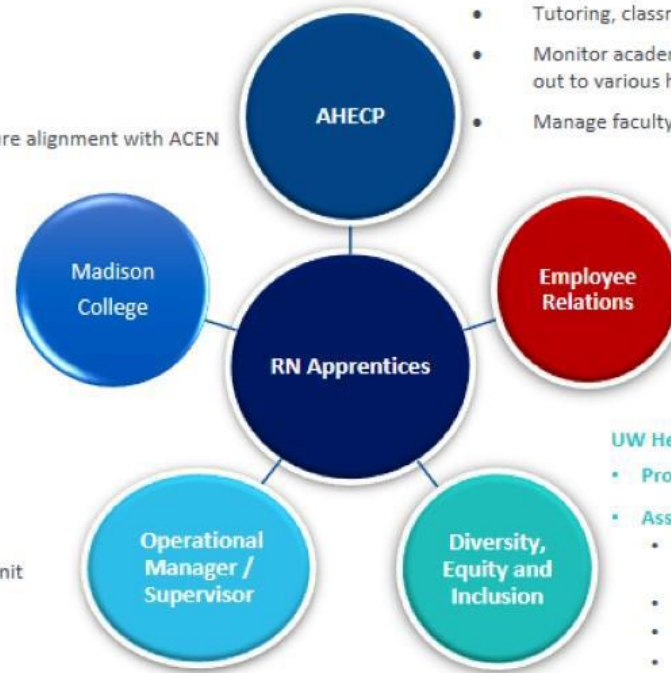 • Tutoring, classr
• Monitor acader
out to various h
• Manage faculty
AHECP
ure alignment with ACEN
Madison
College
Employee
Relations
RN Apprentices
UW He
• Pro
• Ass
Operational
Manager /
Supervisor
Diversity,
Equity and
Inclusion
nit